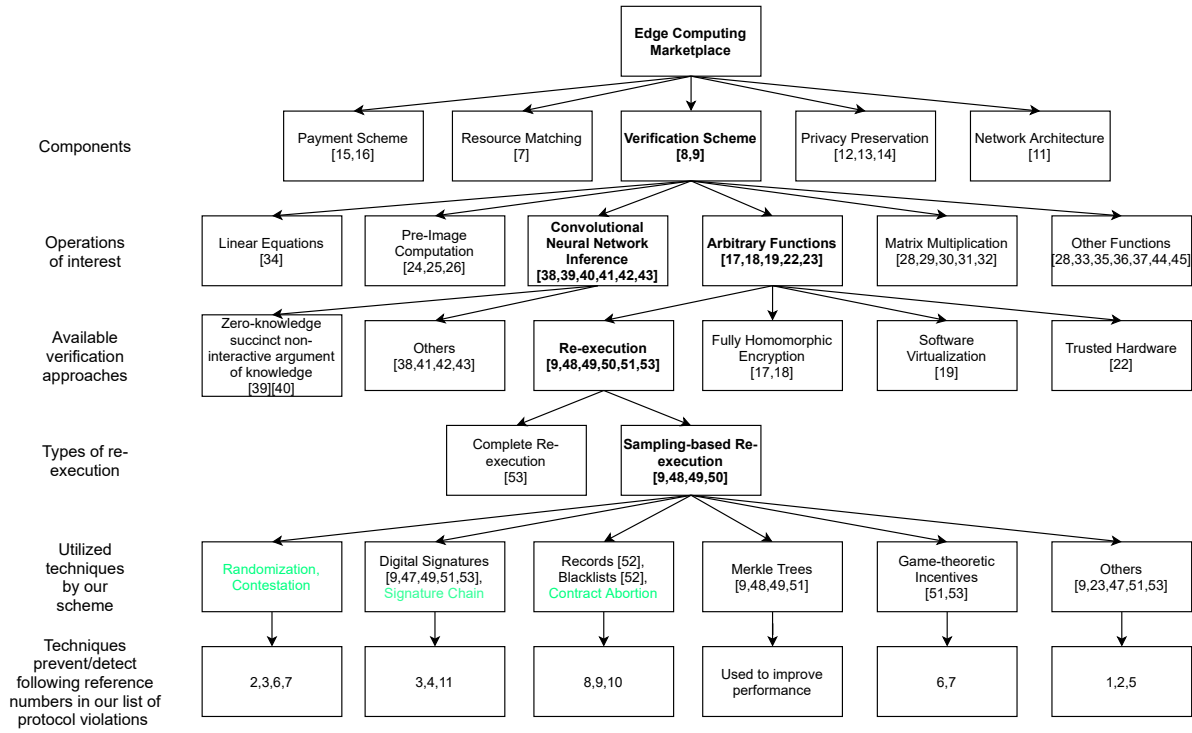 Edge Computing
Marketplace
Components
Payment Scheme
[15,16]
Resource Matching
[7]
Verification Scheme
[8,9]
Privacy Preservation
[12,13,14]
Network Architecture
[11]
Operations
of interest
Linear Equations
[34]
Pre-Image
Computation
[24,25,26]
Convolutional
Neural Network
Inference
[38,39,40,41,42,43]
Arbitrary Functions
[17,18,19,22,23]
Matrix Multiplication
[28,29,30,31,32]
Other Functions
[28,33,35,36,37,44,45]
Available
verification
approaches
Zero-knowledge
succinct non-
interactive argument
of knowledge
[39][40]
Others
[38,41,42,43]
Re-execution
[9,48,49,50,51,53]
Fully Homomorphic
Encryption
[17,18]
Software
Virtualization
[19]
Trusted Hardware
[22]
Types of re-
execution
Complete Re-
execution
[53]
Sampling-based Re-
execution
[9,48,49,50]
Utilized
techniques
by our
scheme
Randomization,
Contestation
Digital Signatures
[9,47,49,51,53],
Signature Chain
Records [52],
Blacklists [52],
Contract Abortion
Merkle Trees
[9,48,49,51]
Game-theoretic
Incentives
[51,53]
Others
[9,23,47,51,53]
Techniques
prevent/detect
following reference
numbers in our list of
protocol violations
2,3,6,7
3,4,11
8,9,10
Used to improve
performance
6,7
1,2,5